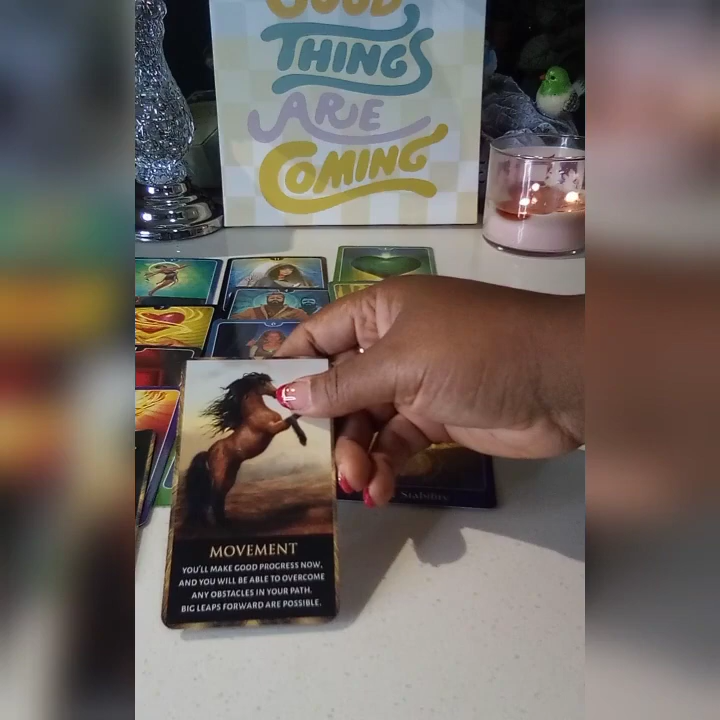 GOOD
THINGS
ARE
COMING
Stability
MOVEMENT
YOU'LL MAKE GOOD PROGRESS NOW,
AND YOU WILL BE ABLE TO OVERCOME
ANY OBSTACLES IN YOUR PATH.
BIG LEAPS FORWARD ARE POSSIBLE.